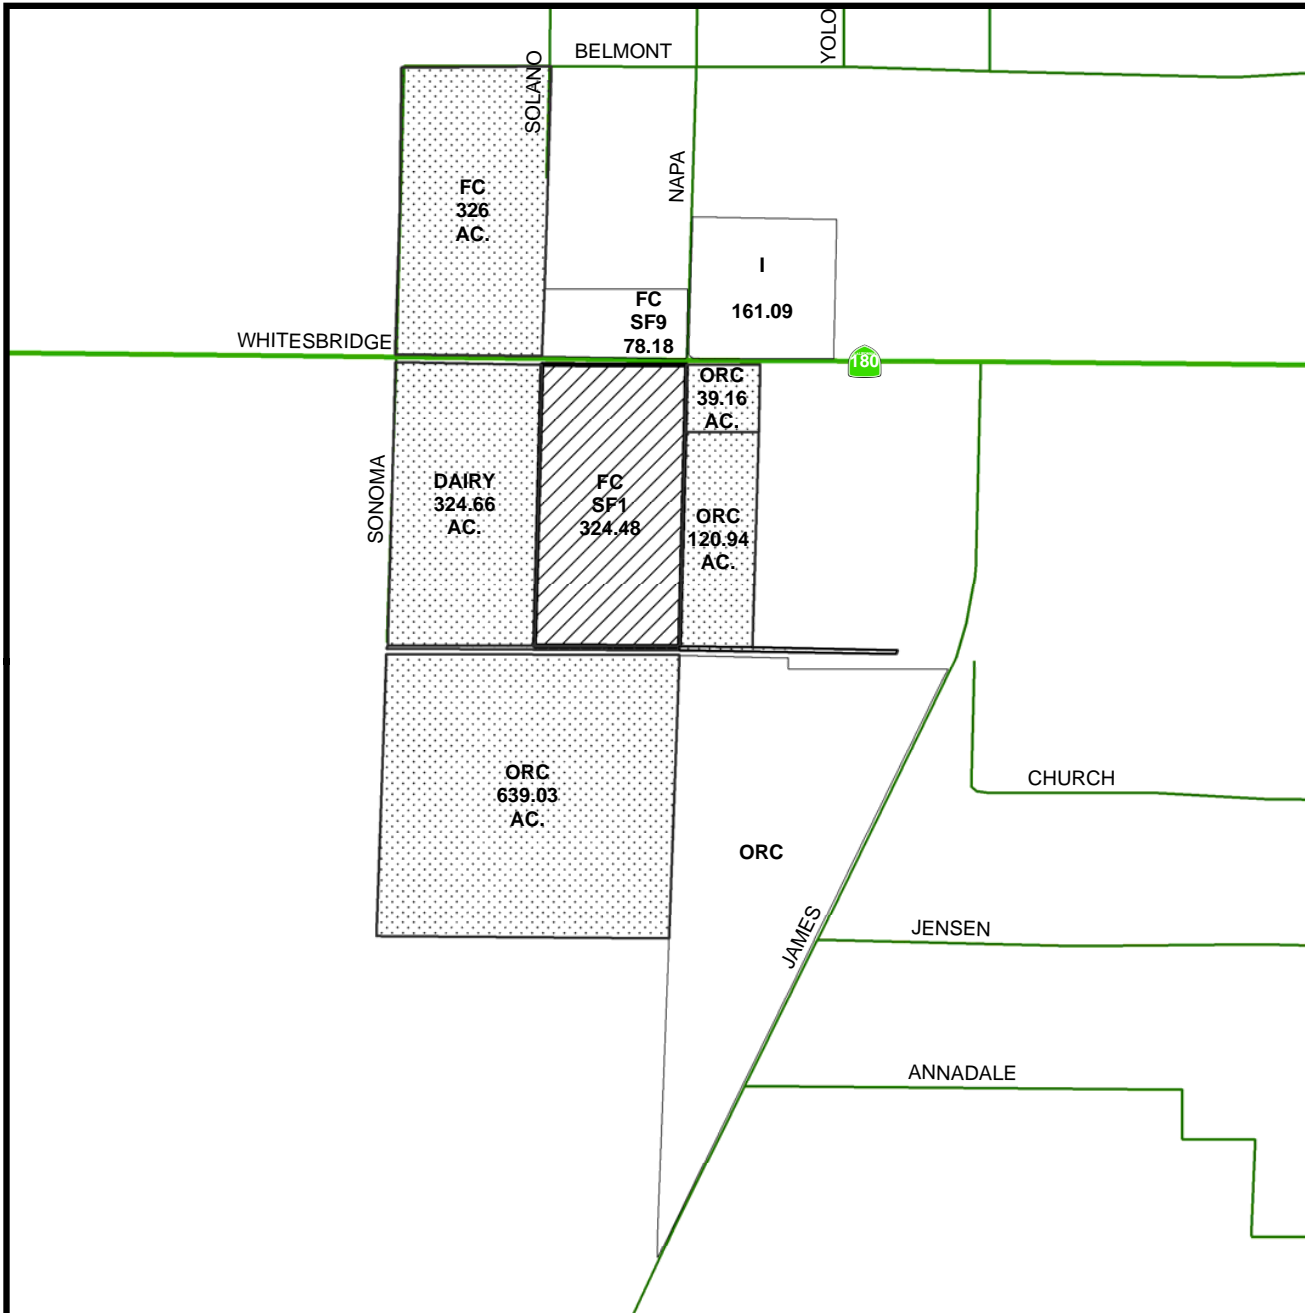 BELMONT
SOLANO
YOLO
NAPA
FC
326
AC.
I
161.09
FC
SF9
78.18
WHITESBRIDGE
180
ORC
39.16
AC.
SONOMA
DAIRY
324.66
AC.
FC
SF1
324.48
ORC
120.94
AC.
ORC
639.03
AC.
CHURCH
ORC
JAMES
JENSEN
ANNADALE